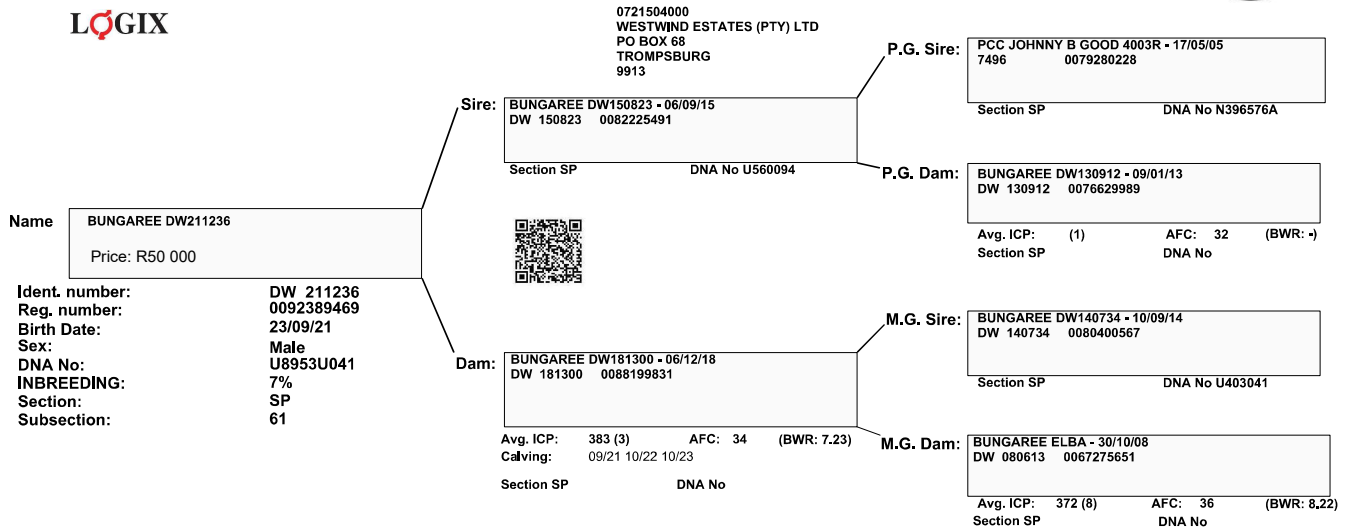 LOGIX
0721504000
WESTWIND ESTATES (PTY) LTD
PO BOX 68
TROMPSBURG
9913
Name BUNGAREE DW211236
Price: R50 000
Ident. number: DW 211236
Reg. number: 0092389469
Birth Date: 23/09/21
Sex: Male
DNA No: U8953U041
INBREEDING: 7%
Section: SP
Subsection: 61
Sire: BUNGAREE DW150823 - 06/09/15
DW 150823 0082225491
Section SP DNA No U560094
Dam: BUNGAREE DW181300 - 06/12/18
DW 181300 0088199831
Avg. ICP: 383 (3) AFC: 34 (BWR: 7.23)
Calving: 09/21 10/22 10/23
Section SP DNA No
P.G. Sire: PCC JOHNNY B GOOD 4003R - 17/05/05
7496 0079280228
Section SP DNA No N396576A
P.G. Dam: BUNGAREE DW130912 - 09/01/13
DW 130912 0076629989
Avg. ICP: (1) AFC: 32 (BWR: -)
Section SP DNA No
M.G. Sire: BUNGAREE DW140734 - 10/09/14
DW 140734 0080400567
Section SP DNA No U403041
M.G. Dam: BUNGAREE ELBA - 30/10/08
DW 080613 0067275651
Avg. ICP: 372 (8) AFC: 36 (BWR: 8.22)
Section SP DNA No